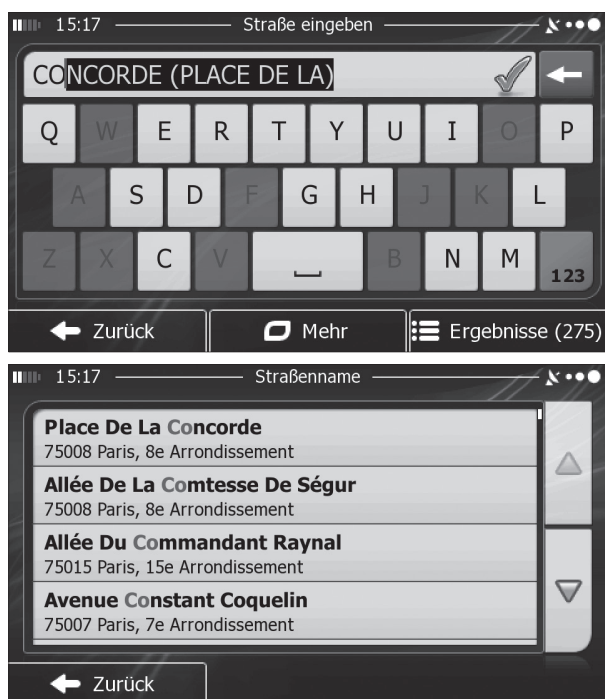 15:17 Straße eingeben
CONCORDE (PLACE DE LA)
Q W E R T Y U I O P
A S D F G H J K L
Z X C V B N M 123
Zurück Mehr Ergebnisse (275)
15:17 Straßenname
Place De La Concorde
75008 Paris, 8e Arrondissement
Allée De La Comtesse De Ségur
75008 Paris, 8e Arrondissement
Allée Du Commandant Raynal
75015 Paris, 15e Arrondissement
Avenue Constant Coquelin
75007 Paris, 7e Arrondissement
Zurück